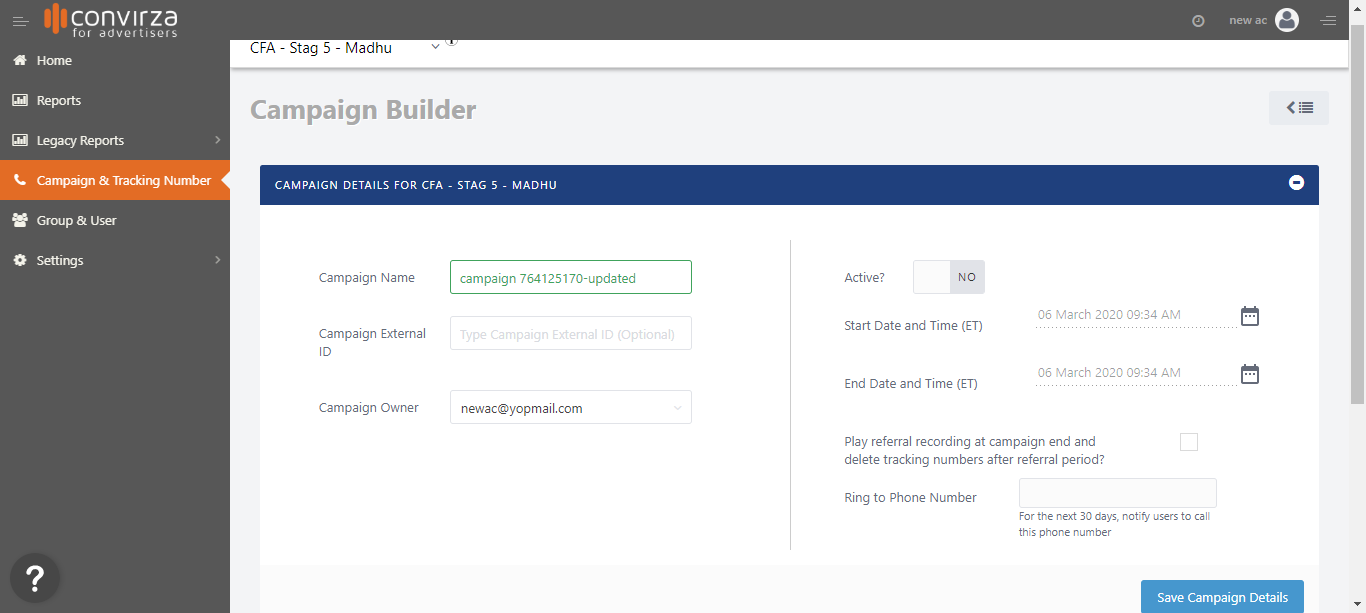 convirza
for advertisers
new ac
CFA - Stag 5 - Madhu
Home
Reports
Legacy Reports
Campaign & Tracking Number
Group & User
Settings
?
Campaign Builder
CAMPAIGN DETAILS FOR CFA - STAG 5 - MADHU
Campaign Name
campaign 764125170-updated
Campaign External
ID
Type Campaign External ID (Optional)
Campaign Owner
newac@yopmail.com
Active?
NO
Start Date and Time (ET)
06 March 2020 09:34 AM
End Date and Time (ET)
06 March 2020 09:34 AM
Play referral recording at campaign end and
delete tracking numbers after referral period?
Ring to Phone Number
For the next 30 days, notify users to call
this phone number
Save Campaign Details